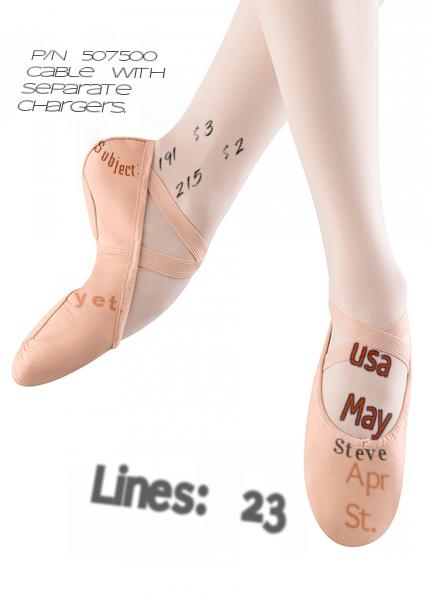 P/N 507500
CABLE WITH
SEPARATE
CHARGERS.
$3
191 $2
215
Subject:
yet.
usa
May
Steve
Apr
St.
Lines: 23